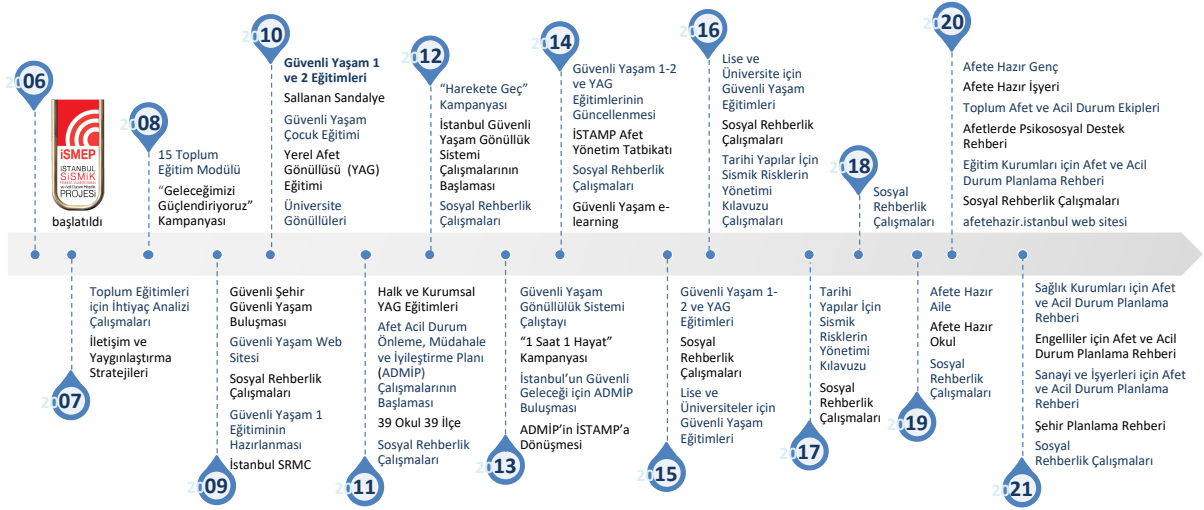 2006
iSMEP
İSTANBUL
SiSMiK
PROJESİ
başlatıldı
2007
Toplum Eğitimleri
için İhtiyaç Analizi
Çalışmaları
İletişim ve
Yaygınlaştırma
Stratejileri
2008
15 Toplum
Eğitim Modülü
“Geleceğimizi
Güçlendiriyoruz”
Kampanyası
2009
Güvenli Şehir
Güvenli Yaşam
Buluşması
Güvenli Yaşam Web
Sitesi
Sosyal Rehberlik
Çalışmaları
Güvenli Yaşam 1
Eğitiminin
Hazırlanması
İstanbul SRMC
2010
Güvenli Yaşam 1
ve 2 Eğitimleri
Sallanan Sandalye
Güvenli Yaşam
Çocuk Eğitimi
Yerel Afet
Gönüllüsü (YAG)
Eğitimi
Üniversite
Gönüllüleri
2011
Halk ve Kurumsal
YAG Eğitimleri
Afet Acil Durum
Önleme, Müdahale
ve İyileştirme Planı
(ADMİP)
Çalışmalarının
Başlaması
39 Okul 39 İlçe
Sosyal Rehberlik
Çalışmaları
2012
“Harekete Geç”
Kampanyası
İstanbul Güvenli
Yaşam Gönüllük
Sistemi
Çalışmalarının
Başlaması
Sosyal Rehberlik
Çalışmaları
2013
Güvenli Yaşam
Gönüllülük Sistemi
Çalıştayı
“1 Saat 1 Hayat”
Kampanyası
İstanbul’un Güvenli
Geleceği için ADMİP
Buluşması
ADMİP’in İSTAMP’a
Dönüşmesi
2014
Güvenli Yaşam 1-2
ve YAG
Eğitimlerinin
Güncellenmesi
İSTAMP Afet
Yönetim Tatbikatı
Sosyal Rehberlik
Çalışmaları
Güvenli Yaşam e-
learning
2015
Güvenli Yaşam 1-
2 ve YAG
Eğitimleri
Sosyal
Rehberlik
Çalışmaları
Lise ve
Üniversiteler için
Güvenli Yaşam
Eğitimleri
2016
Lise ve
Üniversite için
Güvenli Yaşam
Eğitimleri
Sosyal Rehberlik
Çalışmaları
Tarihi Yapılar İçin
Sismik Risklerin
Yönetimi
Kılavuzu
Çalışmaları
2017
Tarihi
Yapılar İçin
Sismik
Risklerin
Yönetimi
Kılavuzu
Sosyal
Rehberlik
Çalışmaları
2018
Sosyal
Rehberlik
Çalışmaları
2019
Afete Hazır
Aile
Afete Hazır
Okul
Sosyal
Rehberlik
Çalışmaları
2020
Afete Hazır Genç
Afete Hazır İşyeri
Toplum Afet ve Acil Durum Ekipleri
Afetlerde Psikososyal Destek
Rehberi
Eğitim Kurumları için Afet ve Acil
Durum Planlama Rehberi
Sosyal Rehberlik Çalışmaları
afetehazir.istanbul web sitesi
2021
Sağlık Kurumları için Afet
ve Acil Durum Planlama
Rehberi
Engelliler için Afet ve Acil
Durum Planlama Rehberi
Sanayi ve İşyerleri için Afet
ve Acil Durum Planlama
Rehberi
Şehir Planlama Rehberi
Sosyal
Rehberlik Çalışmaları